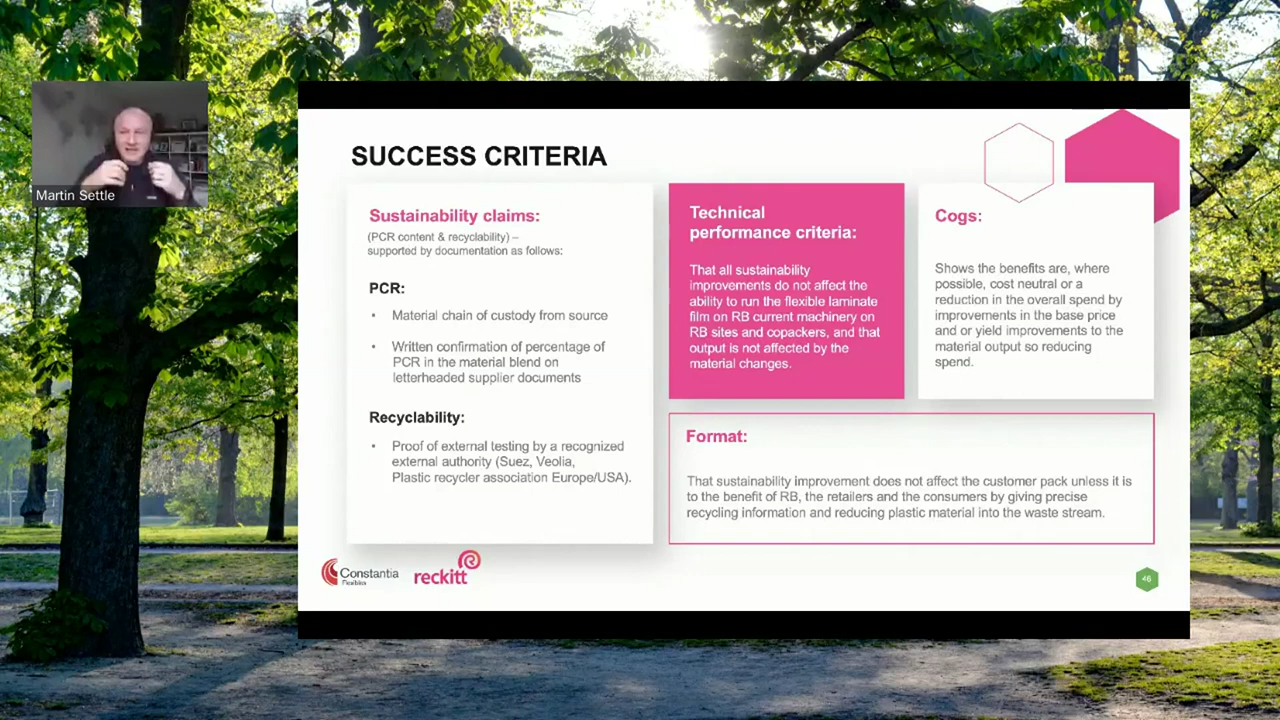 Martin Settle
SUCCESS CRITERIA
Sustainability claims:
(PCR content & recyclability) –
supported by documentation as follows:
PCR:
• Material chain of custody from source
• Written confirmation of percentage of
PCR in the material blend on
letterheaded supplier documents
Recyclability:
• Proof of external testing by a recognized
external authority (Suez, Veolia,
Plastic recycler association Europe/USA).
Technical
performance criteria:
That all sustainability
improvements do not affect the
ability to run the flexible laminate
film on RB current machinery on
RB sites and copackers, and that
output is not affected by the
material changes.
Cogs:
Shows the benefits are, where
possible, cost neutral or a
reduction in the overall spend by
improvements in the base price
and or yield improvements to the
material output so reducing
spend.
Format:
That sustainability improvement does not affect the customer pack unless it is
to the benefit of RB, the retailers and the consumers by giving precise
recycling information and reducing plastic material into the waste stream.
Constantia
Flexibles
reckitt
46